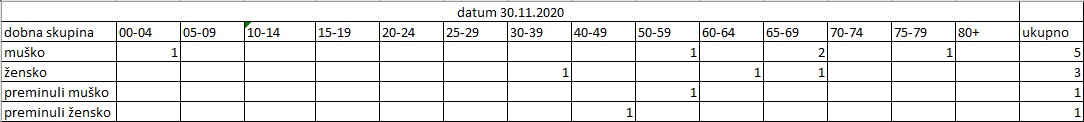 datum 30.11.2020
dobna skupina 00-04 05-09 10-14 15-19 20-24 25-29 30-39 40-49 50-59 60-64 65-69 70-74 75-79 80+ ukupno
muško 1 1 2 1 5
žensko 1 1 1 3
preminuli muško 1 1
preminuli žensko 1 1